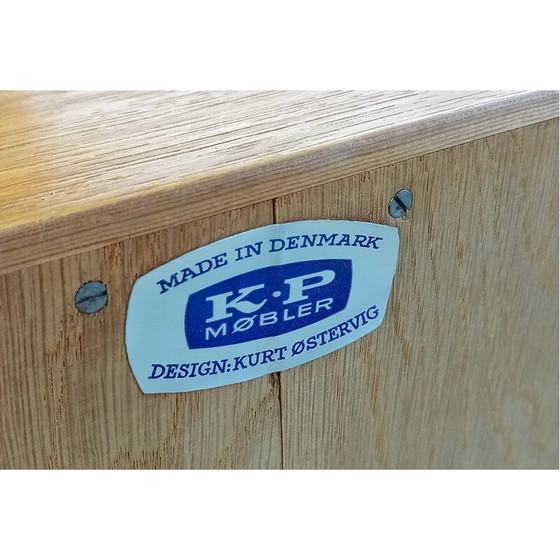 MADE IN DENMARK
K·P
MØBLER
DESIGN: KURT ØSTERVIG